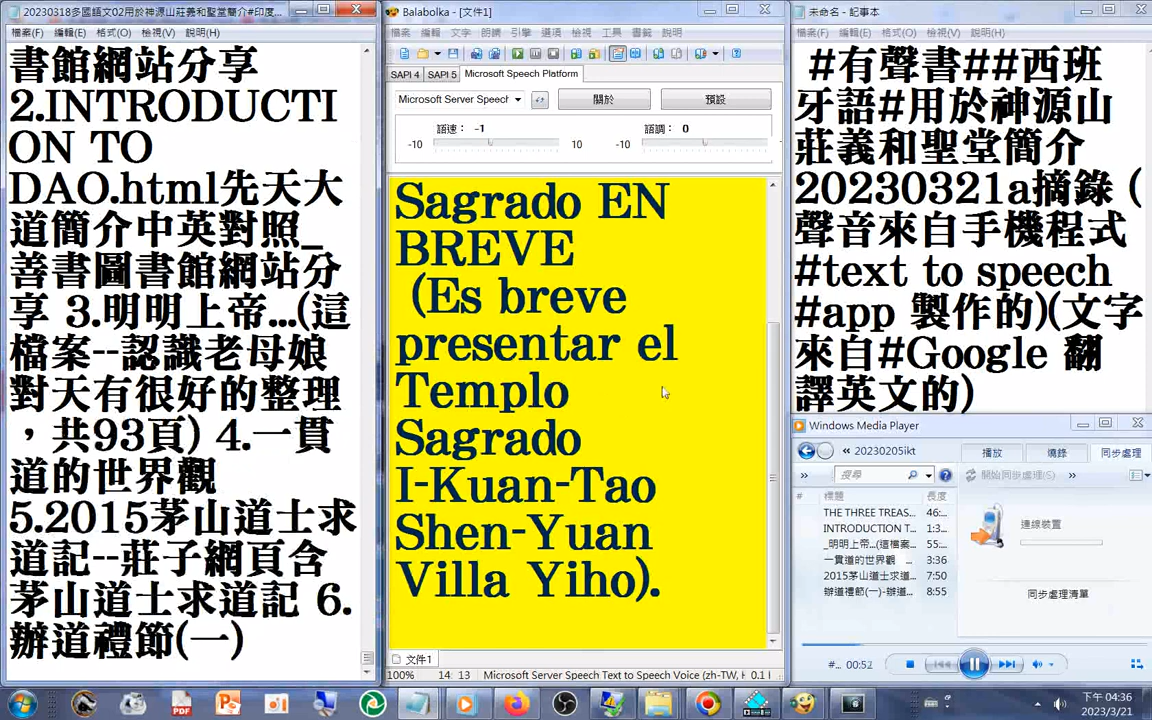 20230318多國語文02用於神源山莊義和聖堂簡介#印度...
檔案(F) 編輯(E) 格式(O) 檢視(V) 說明(H)
書館網站分享
2.INTRODUCTI
ON TO
DAO.html先天大
道簡介中英對照_
善書圖書館網站分
享 3.明明上帝...(這
檔案--認識老母娘
對天有很好的整理
，共93頁) 4.一貫
道的世界觀
5.2015茅山道士求
道記--莊子網頁含
茅山道士求道記 6.
辦道禮節(一)
Balabolka - [文件1]
檔案 編輯 文字 朗讀 引擎 選項 檢視 工具 書籤 說明
SAPI 4 SAPI 5 Microsoft Speech Platform
Microsoft Server Speech
關於
預設
語速： -1
語調： 0
-10 10 -10
Sagrado EN
BREVE
(Es breve
presentar el
Templo
Sagrado
I-Kuan-Tao
Shen-Yuan
Villa Yiho).
文件1
100% 14 : 13 Microsoft Server Speech Text to Speech Voice (zh-TW, H 0.1
未命名 - 記事本
檔案(F) 編輯(E) 格式(O) 檢視(V) 說明(H)
#有聲書##西班
牙語#用於神源山
莊義和聖堂簡介
20230321a摘錄 (
聲音來自手機程式
#text to speech
#app 製作的)(文字
來自#Google 翻
譯英文的)
Windows Media Player
20230205ikt
播放 燒錄 同步處理
搜尋
開始同步處理(S)
# 標題 長度
THE THREE TREAS... 46:...
INTRODUCTION T... 1:3...
_明明上帝...(這檔案... 55:...
一貫道的世界觀 3:36
2015茅山道士求道... 7:50
辦道禮節(一)-道... 8:55
連線裝置
同步處理清單
#... 00:52
PDF
下午 04:36
2023/3/21